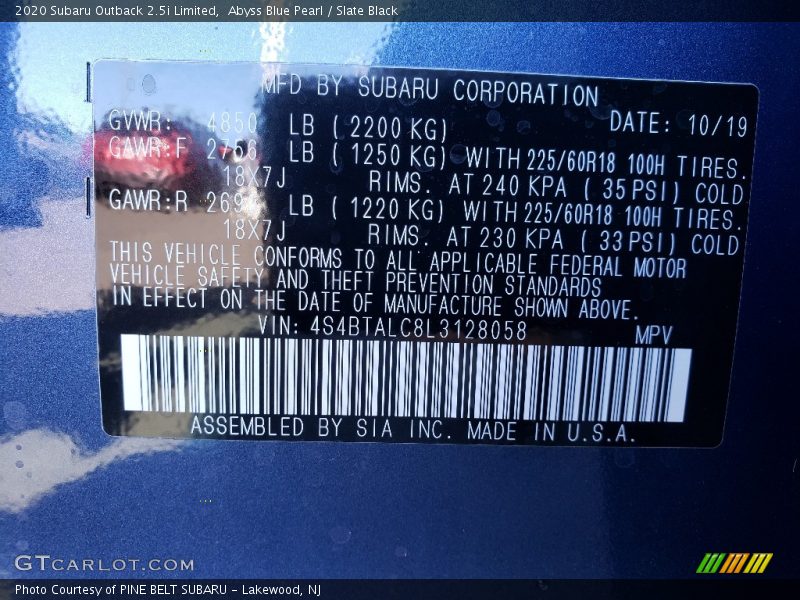 2020 Subaru Outback 2.5i Limited, Abyss Blue Pearl / Slate Black
MFD BY SUBARU CORPORATION
GVWR: 4850 LB ( 2200 KG) DATE: 10/19
GAWR:F 2756 LB ( 1250 KG) WITH 225/60R18 100H TIRES.
18X7J RIMS. AT 240 KPA ( 35 PSI) COLD
GAWR:R LB ( 1220 KG) WITH 225/60R18 100H TIRES.
18X7J RIMS. AT 230 KPA ( 33 PSI) COLD
THIS VEHICLE CONFORMS TO ALL APPLICABLE FEDERAL MOTOR
VEHICLE SAFETY AND THEFT PREVENTION STANDARDS
IN EFFECT ON THE DATE OF MANUFACTURE SHOWN ABOVE.
VIN: 4S4BTALC8L3128058 MPV
ASSEMBLED BY SIA INC. MADE IN U.S.A.
GTCARLOT.COM
Photo Courtesy of PINE BELT SUBARU - Lakewood, NJ